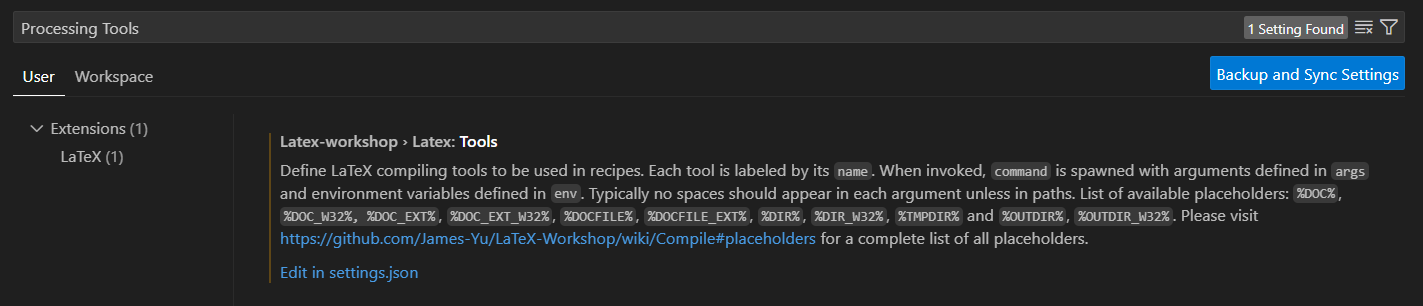 Processing Tools
1 Setting Found
User Workspace
Backup and Sync Settings
Extensions (1)
LaTeX (1)
Latex-workshop › Latex: Tools
Define LaTeX compiling tools to be used in recipes. Each tool is labeled by its name. When invoked, command is spawned with arguments defined in args
and environment variables defined in env. Typically no spaces should appear in each argument unless in paths. List of available placeholders: %DOC%,
%DOC_W32%, %DOC_EXT%, %DOC_EXT_W32%, %DOCFILE%, %DOCFILE_EXT%, %DIR%, %DIR_W32%, %TMPDIR% and %OUTDIR%, %OUTDIR_W32%. Please visit
https://github.com/James-Yu/LaTeX-Workshop/wiki/Compile#placeholders for a complete list of all placeholders.
Edit in settings.json